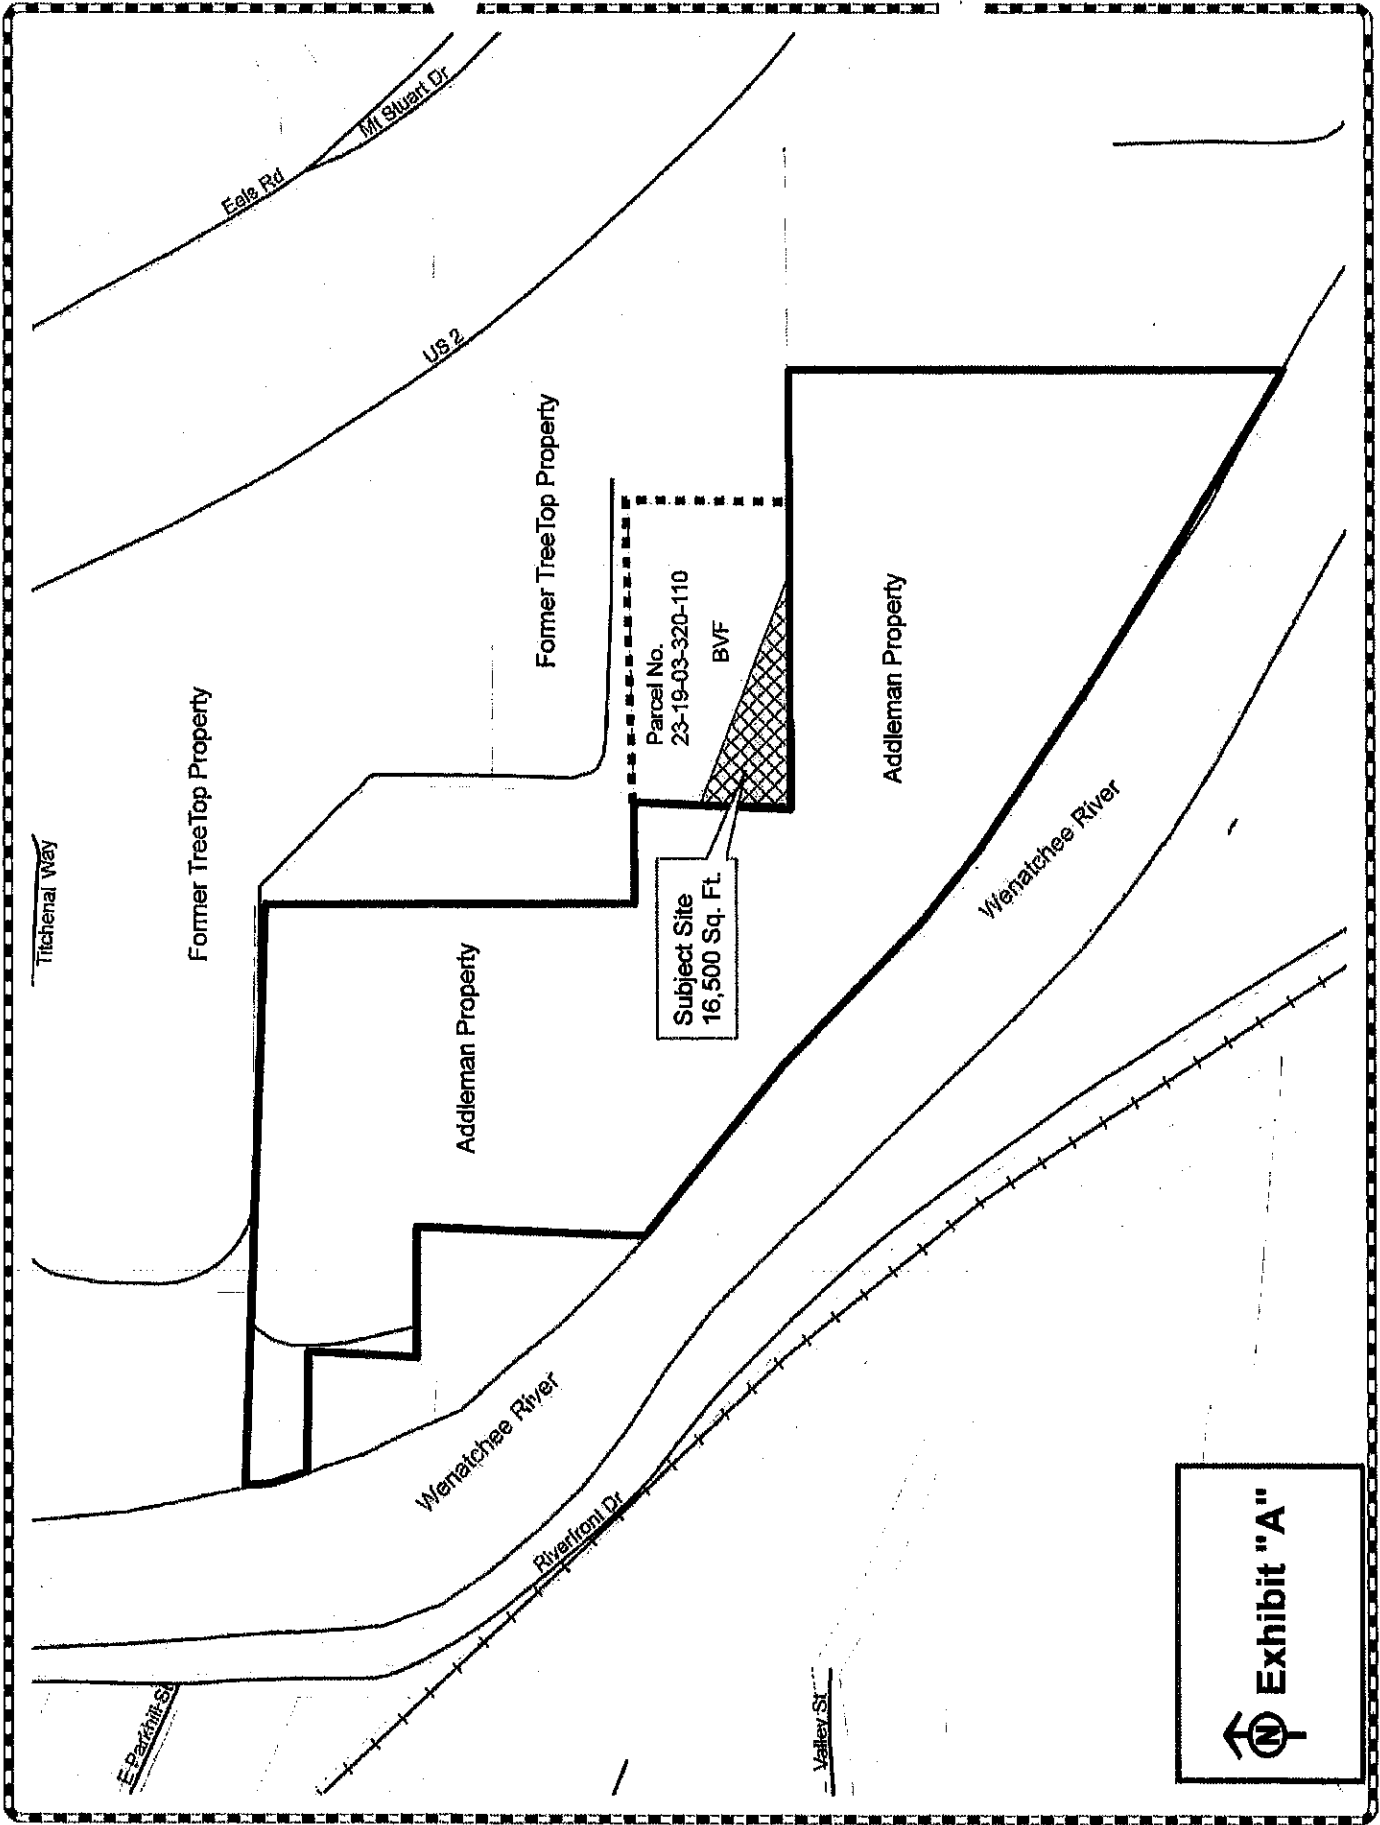 Titchenal Way
Eels Rd
Mt Stuart Dr
US 2
Former TreeTop Property
Former TreeTop Property
Parcel No.
23-19-03-320-110
BVF
Subject Site
16,500 Sq. Ft.
Addleman Property
Addleman Property
Wenatchee River
Wenatchee River
Riverfront Dr
E Parkhill St
Valley St
N
Exhibit "A"